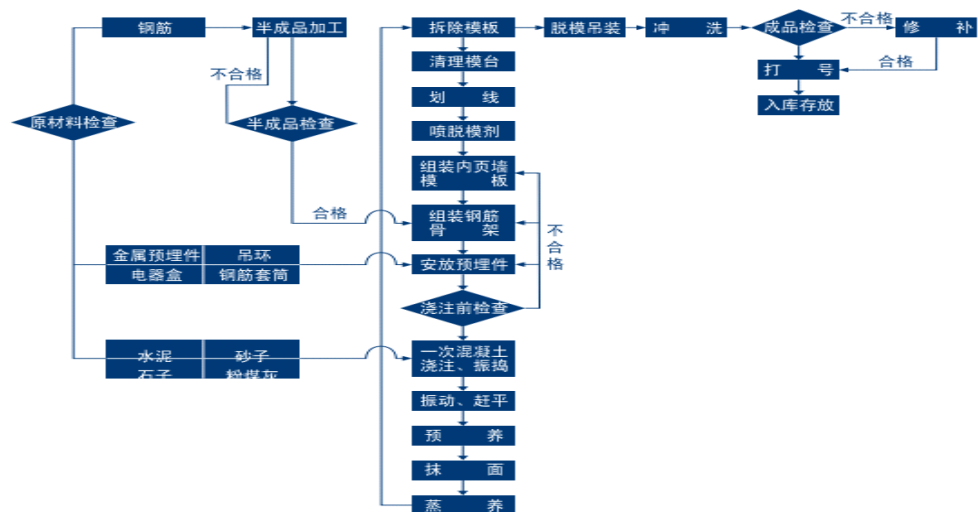 钢筋
半成品加工
拆除模板
脱模吊装
冲 洗
成品检查
不合格
修 补
清理模台
打 号
合格
不合格
划 线
入库存放
原材料检查
半成品检查
喷脱模剂
组装内页墙
模 板
合格
组装钢筋
骨 架
不合格
金属预埋件
吊环
电器盒
钢筋套筒
安放预埋件
浇注前检查
水泥
砂子
石子
粉煤灰
一次混凝土
浇注、振捣
振动、赶平
预 养
抹 面
蒸 养